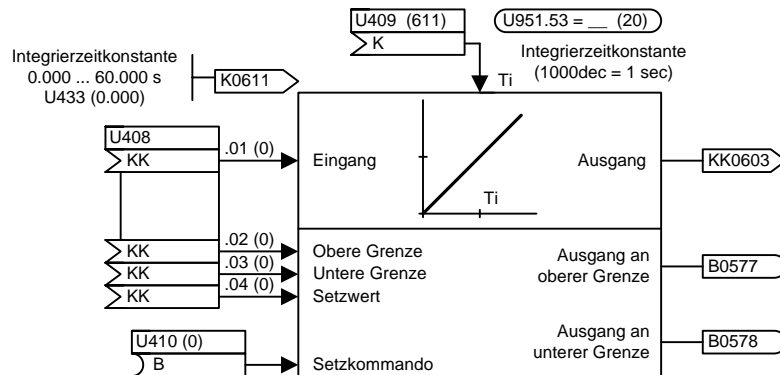 U409 (611)
K
U951.53 = __ (20)
Integrierzeitkonstante
0.000 ... 60.000 s
U433 (0.000)
K0611
Integrierzeitkonstante
(1000dec = 1 sec)
Ti
U408
KK
.01 (0)
Eingang
Ti
Ausgang
KK0603
KK
.02 (0)
Obere Grenze
KK
.03 (0)
Untere Grenze
KK
.04 (0)
Setzwert
Ausgang an
oberer Grenze
B0577
U410 (0)
B
Setzkommando
Ausgang an
unterer Grenze
B0578